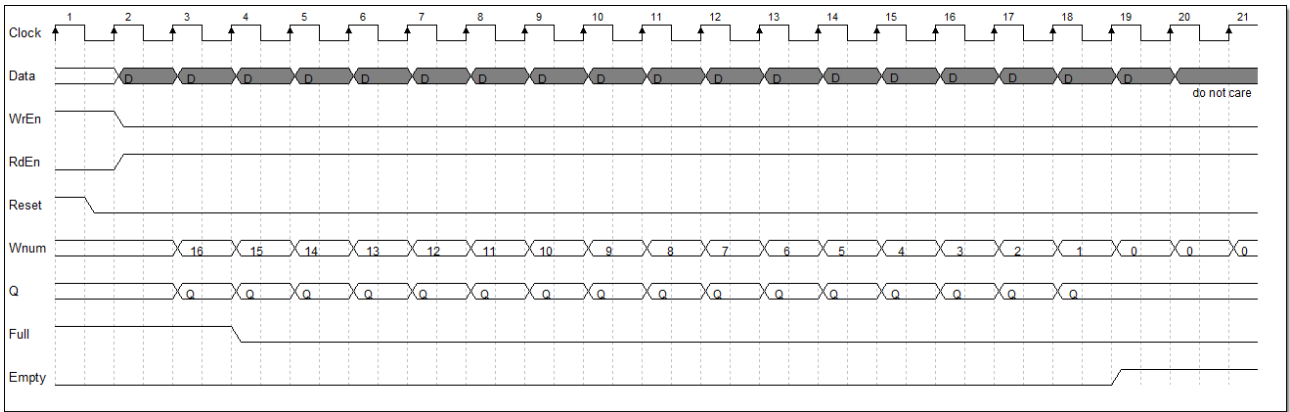 1 2 3 4 5 6 7 8 9 10 11 12 13 14 15 16 17 18 19 20 21
Clock
Data D D D D D D D D D D D D D D D D D D
do not care
WrEn
RdEn
Reset
Wnum 16 15 14 13 12 11 10 9 8 7 6 5 4 3 2 1 0 0 0
Q Q Q Q Q Q Q Q Q Q Q Q Q Q Q Q Q
Full
Empty